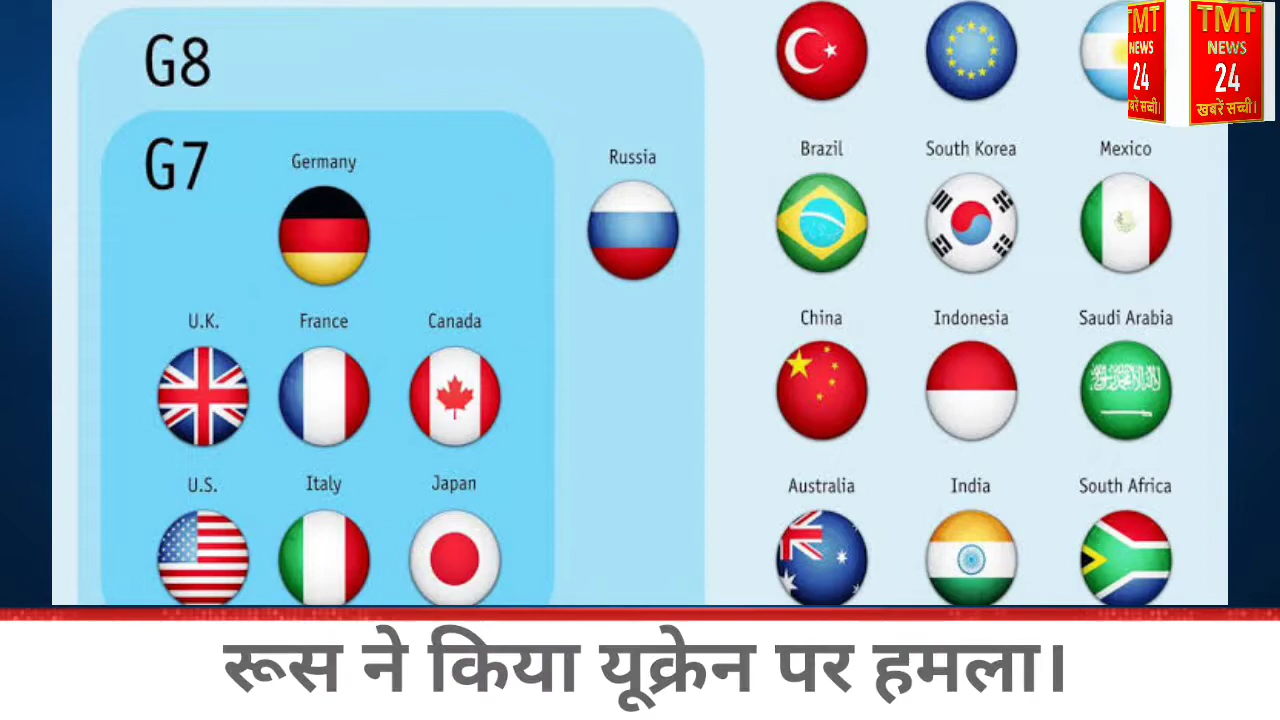 G8
G7
Germany
Russia
Brazil
South Korea
Mexico
U.K.
France
Canada
China
Indonesia
Saudi Arabia
U.S.
Italy
Japan
Australia
India
South Africa
TMT
NEWS
24
खबरें सच्ची।
TMT
NEWS
24
रूस ने किया यूक्रेन पर हमला।